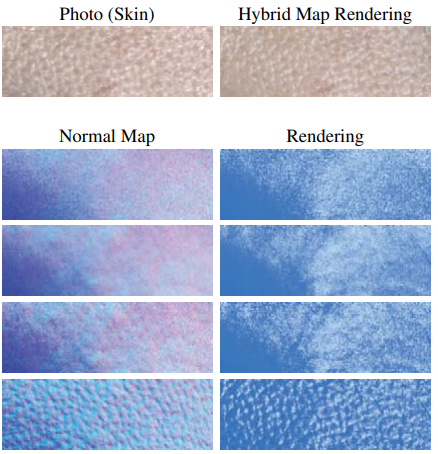 Photo (Skin) Hybrid Map Rendering
Normal Map Rendering